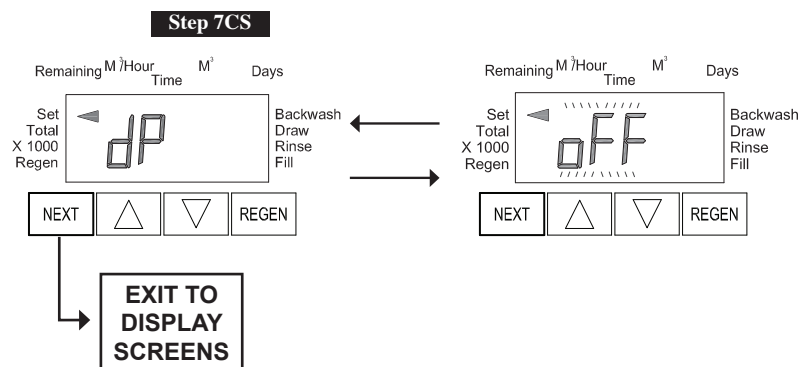 Step 7CS
Remaining M³/Hour M³ Days
Time
Set
Total
X 1000
Regen
dP
Backwash
Draw
Rinse
Fill
NEXT REGEN
Remaining M³/Hour M³ Days
Time
Set
Total
X 1000
Regen
oFF
Backwash
Draw
Rinse
Fill
NEXT REGEN
EXIT TO
DISPLAY
SCREENS